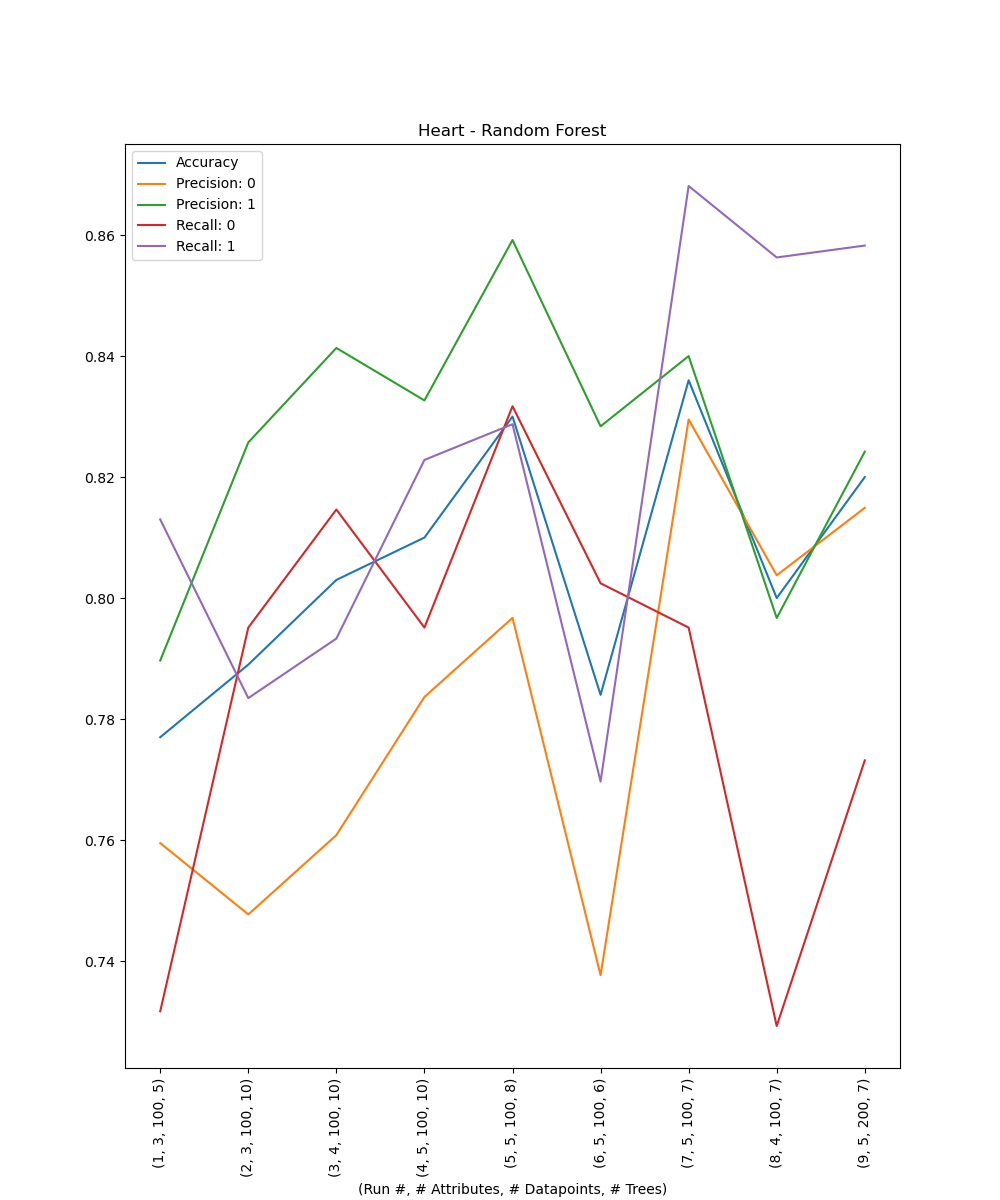 Heart - Random Forest
Accuracy
Precision: 0
Precision: 1
Recall: 0
Recall: 1
0.86
0.84
0.82
0.80
0.78
0.76
0.74
(1, 3, 100, 5)
(2, 3, 100, 10)
(3, 4, 100, 10)
(4, 5, 100, 10)
(5, 5, 100, 8)
(6, 5, 100, 6)
(7, 5, 100, 7)
(8, 4, 100, 7)
(9, 5, 200, 7)
(Run #, # Attributes, # Datapoints, # Trees)